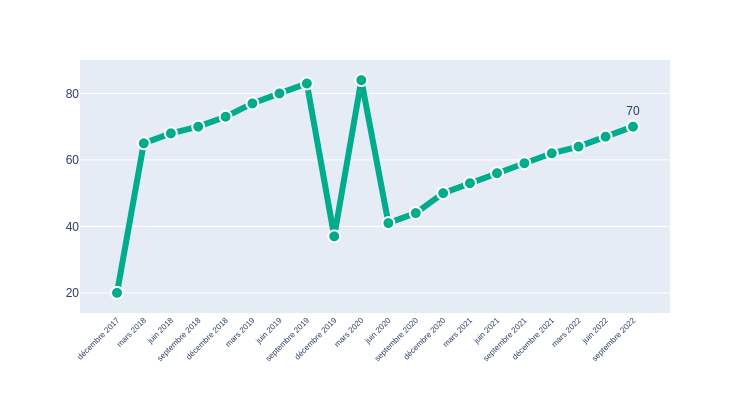 80
60
40
20
70
décembre 2017
mars 2018
juin 2018
septembre 2018
décembre 2018
mars 2019
juin 2019
septembre 2019
décembre 2019
mars 2020
juin 2020
septembre 2020
décembre 2020
mars 2021
juin 2021
septembre 2021
décembre 2021
mars 2022
juin 2022
septembre 2022